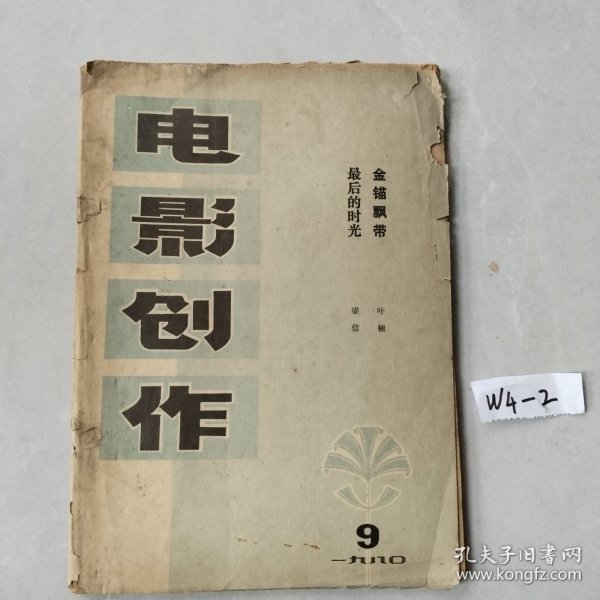 电影创作
金锚飘带
叶楠
最后的时光
梁信
9
一九八〇
W4-2
孔夫子旧书网
www.kongfz.com